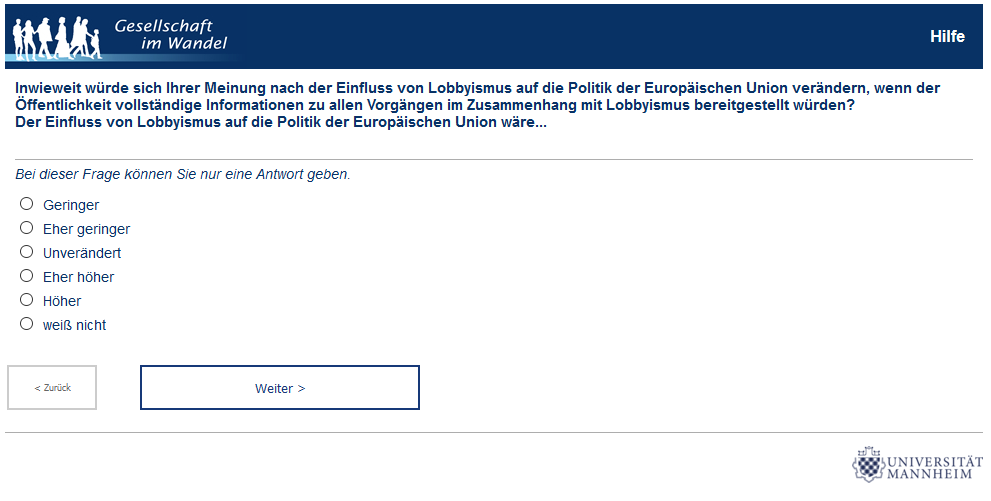 Gesellschaft
im Wandel
Hilfe
Inwieweit würde sich Ihrer Meinung nach der Einfluss von Lobbyismus auf die Politik der Europäischen Union verändern, wenn der
Öffentlichkeit vollständige Informationen zu allen Vorgängen im Zusammenhang mit Lobbyismus bereitgestellt würden?
Der Einfluss von Lobbyismus auf die Politik der Europäischen Union wäre...
Bei dieser Frage können Sie nur eine Antwort geben.
Geringer
Eher geringer
Unverändert
Eher höher
Höher
weiß nicht
< Zurück
Weiter >
UNIVERSITÄT
MANNHEIM